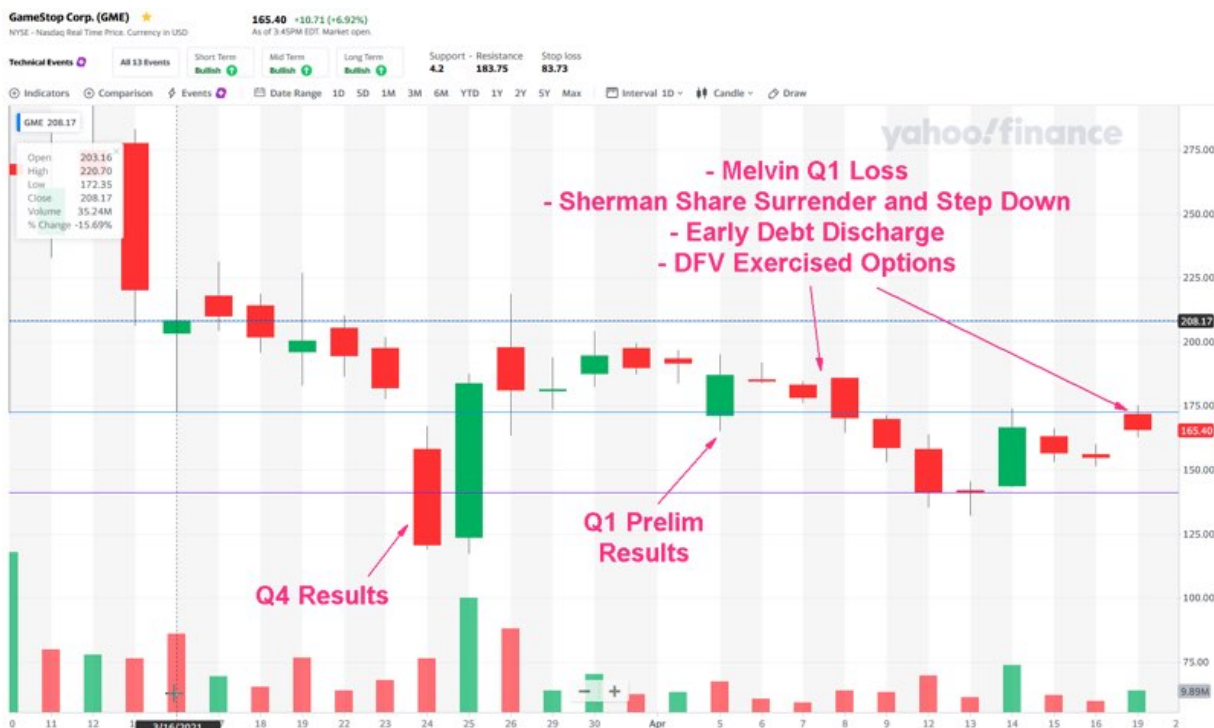 GameStop Corp. (GME)
165.40 +10.71 (+6.92%)
NYSE - Nasdaq Real Time Price. Currency in USD
As of 3:45PM EDT. Market open.
Technical Events
All 13 Events
Short Term
Bullish
Mid Term
Bullish
Long Term
Bullish
Support - Resistance
4.2 183.75
Stop loss
83.73
Indicators Comparison Events Date Range 1D 5D 1M 3M 6M YTD 1Y 2Y 5Y Max Interval 1D Candle Draw
GME 208.17
yahoo!finance
Open 203.16
High 220.70
Low 172.35
Close 208.17
Volume 35.24M
% Change -15.69%
- Melvin Q1 Loss
- Sherman Share Surrender and Step Down
- Early Debt Discharge
- DFV Exercised Options
Q1 Prelim
Results
Q4 Results
275.00
250.00
225.00
208.17
200.00
175.00
165.40
150.00
125.00
100.00
75.00
9.89M
0 11 12 1 3/16/2021 7 18 19 22 23 24 25 26 29 30 Apr 5 6 7 8 9 12 13 14 15 16 19 2